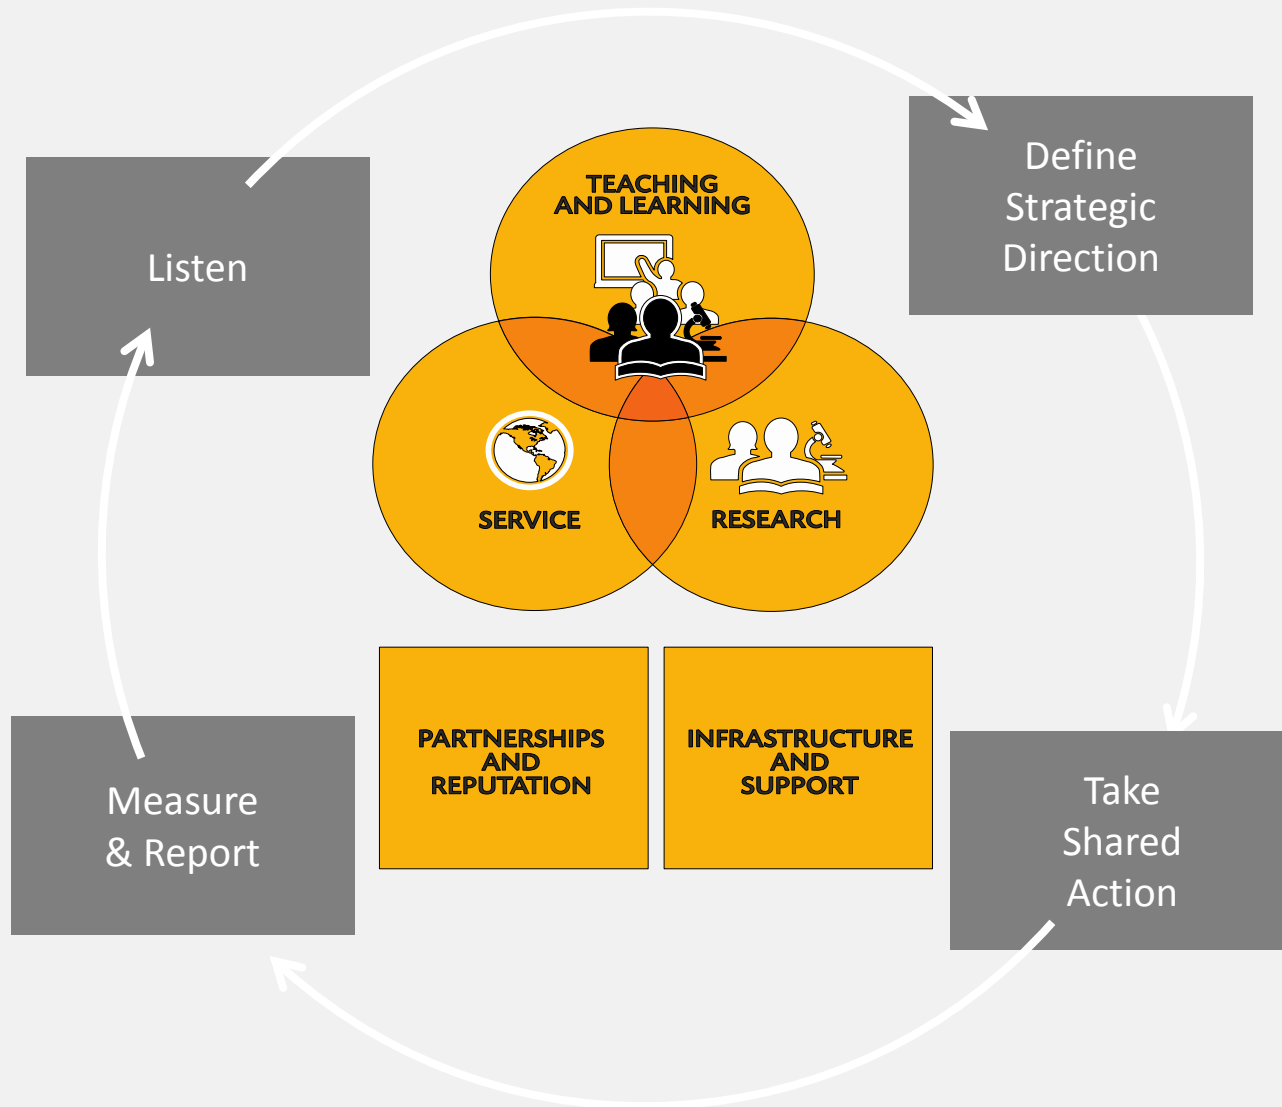 Listen
Define
Strategic
Direction
TEACHING
AND LEARNING
SERVICE
RESEARCH
PARTNERSHIPS
AND
REPUTATION
INFRASTRUCTURE
AND
SUPPORT
Measure
& Report
Take
Shared
Action